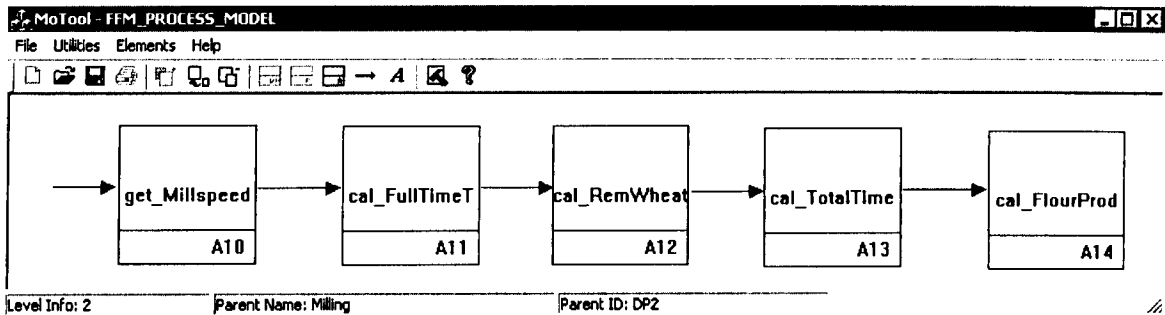 MoTool - FFM_PROCESS_MODEL
File Utilities Elements Help
A
?
get_Millspeed
A10
cal_FullTimeT
A11
cal_RemWheat
A12
cal_TotalTime
A13
cal_FlourProd
A14
Level Info: 2 Parent Name: Milling Parent ID: DP2